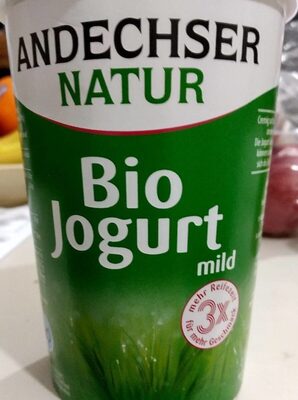 ANDECHSER
NATUR
Bio
Jogurt
mild
mehr Reifezeit
3x
für mehr Geschmack